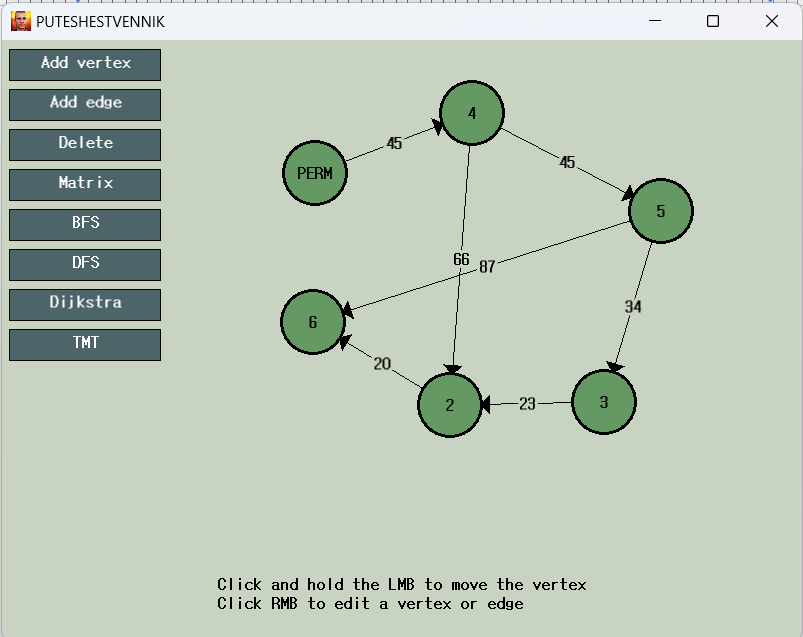 PUTESHESTVENNIK
Add vertex
Add edge
Delete
Matrix
BFS
DFS
Dijkstra
TMT
4
45
45
PERM
5
66
87
6
34
20
2
23
3
Click and hold the LMB to move the vertex
Click RMB to edit a vertex or edge